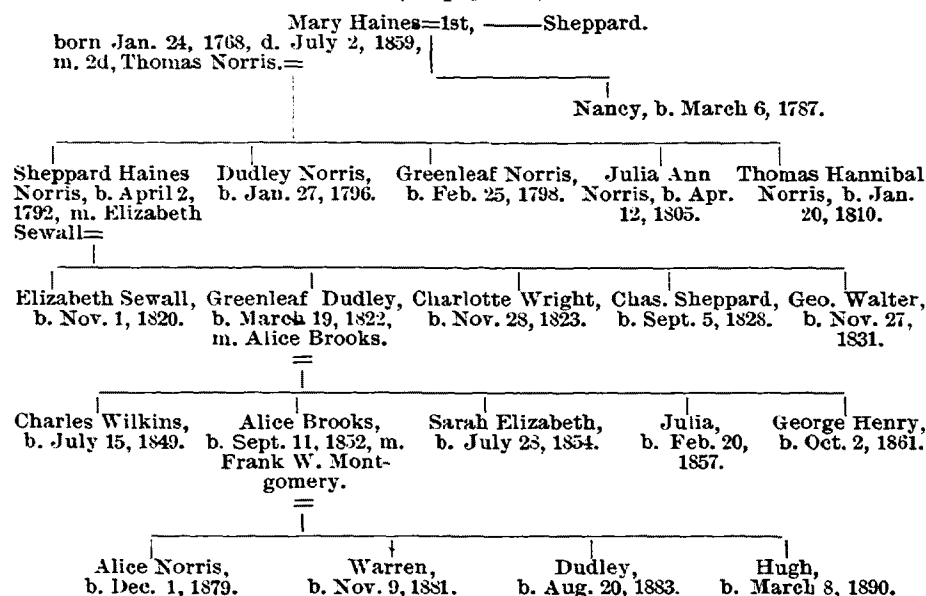 Mary Haines=1st, ——Sheppard.
born Jan. 24, 1768, d. July 2, 1859,
m. 2d, Thomas Norris.=
Nancy, b. March 6, 1787.
Sheppard Haines
Norris, b. April 2,
1792, m. Elizabeth
Sewall=
Dudley Norris,
b. Jan. 27, 1796.
Greenleaf Norris,
b. Feb. 25, 1798.
Julia Ann
Norris, b. Apr.
12, 1805.
Thomas Hannibal
Norris, b. Jan.
20, 1810.
Elizabeth Sewall,
b. Nov. 1, 1820.
Greenleaf Dudley,
b. March 19, 1822,
m. Alice Brooks.
=
Charlotte Wright,
b. Nov. 28, 1823.
Chas. Sheppard,
b. Sept. 5, 1828.
Geo. Walter,
b. Nov. 27,
1831.
Charles Wilkins,
b. July 15, 1849.
Alice Brooks,
b. Sept. 11, 1852, m.
Frank W. Mont-
gomery.
=
Sarah Elizabeth,
b. July 28, 1854.
Julia,
b. Feb. 20,
1857.
George Henry,
b. Oct. 2, 1861.
Alice Norris,
b. Dec. 1, 1879.
Warren,
b. Nov. 9, 1881.
Dudley,
b. Aug. 20, 1883.
Hugh,
b. March 8, 1890.